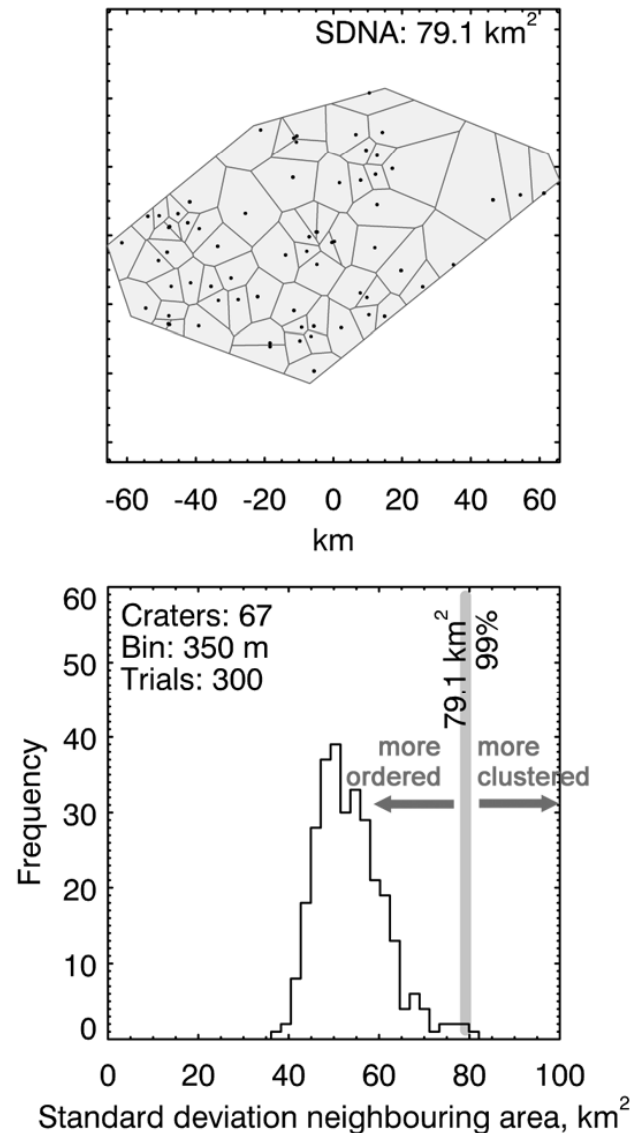 SDNA: 79.1 km²
-60 -40 -20 0 20 40 60
km
60
50
40
30
20
10
0
Frequency
Craters: 67
Bin: 350 m
Trials: 300
79.1 km²
99%
more
ordered
more
clustered
0 20 40 60 80 100
Standard deviation neighbouring area, km²